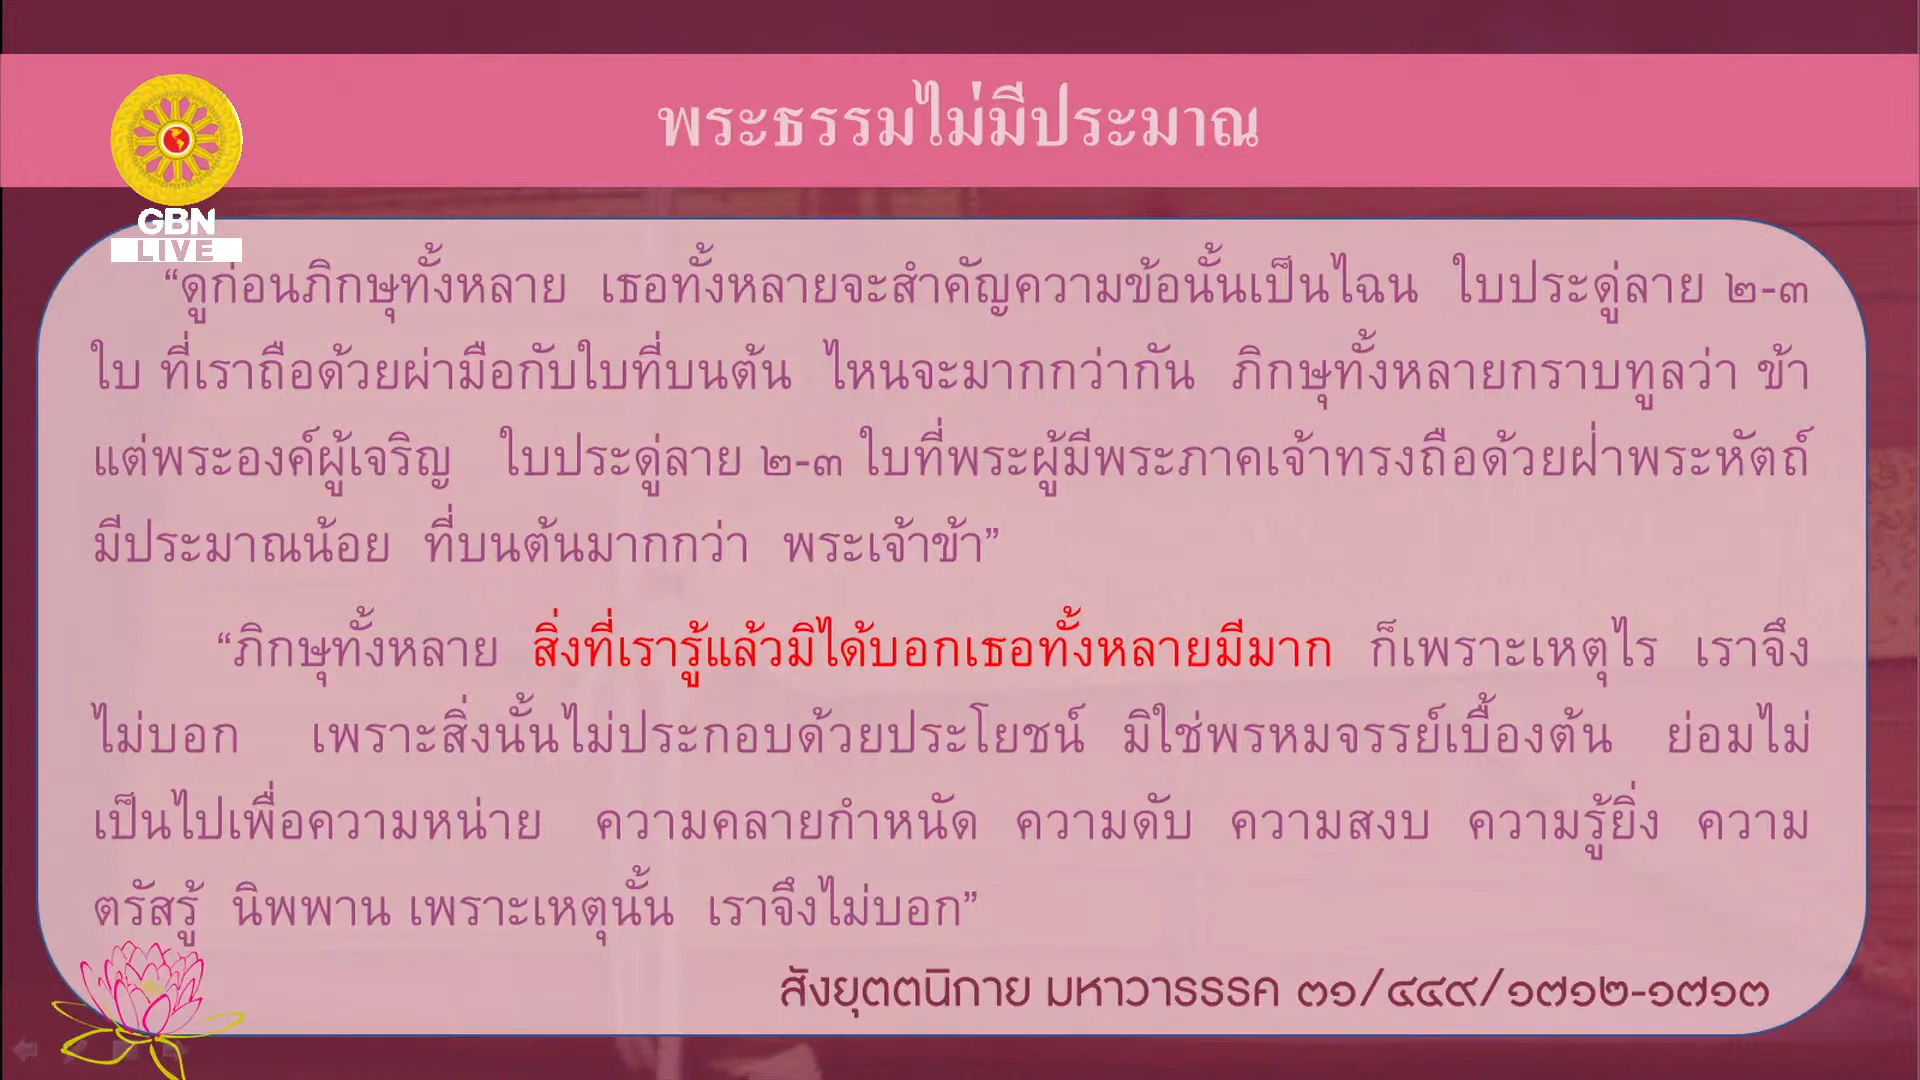 พระธรรมไม่มีประมาณ
GBN
LIVE
“ดูก่อนภิกษุทั้งหลาย เธอทั้งหลายจะสำคัญความข้อนั้นเป็นไฉน ใบประดู่ลาย ๒-๓
ใบ ที่เราถือด้วยผ่ามือกับใบที่บนต้น ไหนจะมากกว่ากัน ภิกษุทั้งหลายกราบทูลว่า ข้า
แต่พระองค์ผู้เจริญ ใบประดู่ลาย ๒-๓ ใบที่พระผู้มีพระภาคเจ้าทรงถือด้วยฝ่าพระหัตถ์
มีประมาณน้อย ที่บนต้นมากกว่า พระเจ้าข้า”
“ภิกษุทั้งหลาย สิ่งที่เรารู้แล้วมิได้บอกเธอทั้งหลายมีมาก ก็เพราะเหตุไร เราจึง
ไม่บอก เพราะสิ่งนั้นไม่ประกอบด้วยประโยชน์ มิใช่พรหมจรรย์เบื้องต้น ย่อมไม่
เป็นไปเพื่อความหน่าย ความคลายกำหนัด ความดับ ความสงบ ความรู้ยิ่ง ความ
ตรัสรู้ นิพพาน เพราะเหตุนั้น เราจึงไม่บอก”
สังยุตตนิกาย มหาวารรรค ๓๑/๔๔๙/๑๗๑๒-๑๗๑๓